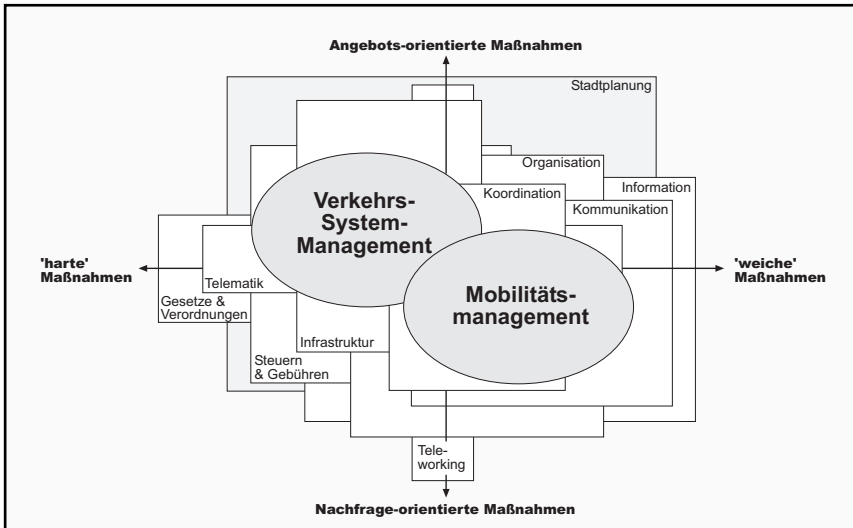 Angebots-orientierte Maßnahmen
Stadtplanung
Organisation
Information
Koordination
Kommunikation
Verkehrs-
System-
Management
'harte'
Maßnahmen
'weiche'
Maßnahmen
Telematik
Gesetze &
Verordnungen
Mobilitäts-
management
Infrastruktur
Steuern
& Gebühren
Tele-
working
Nachfrage-orientierte Maßnahmen